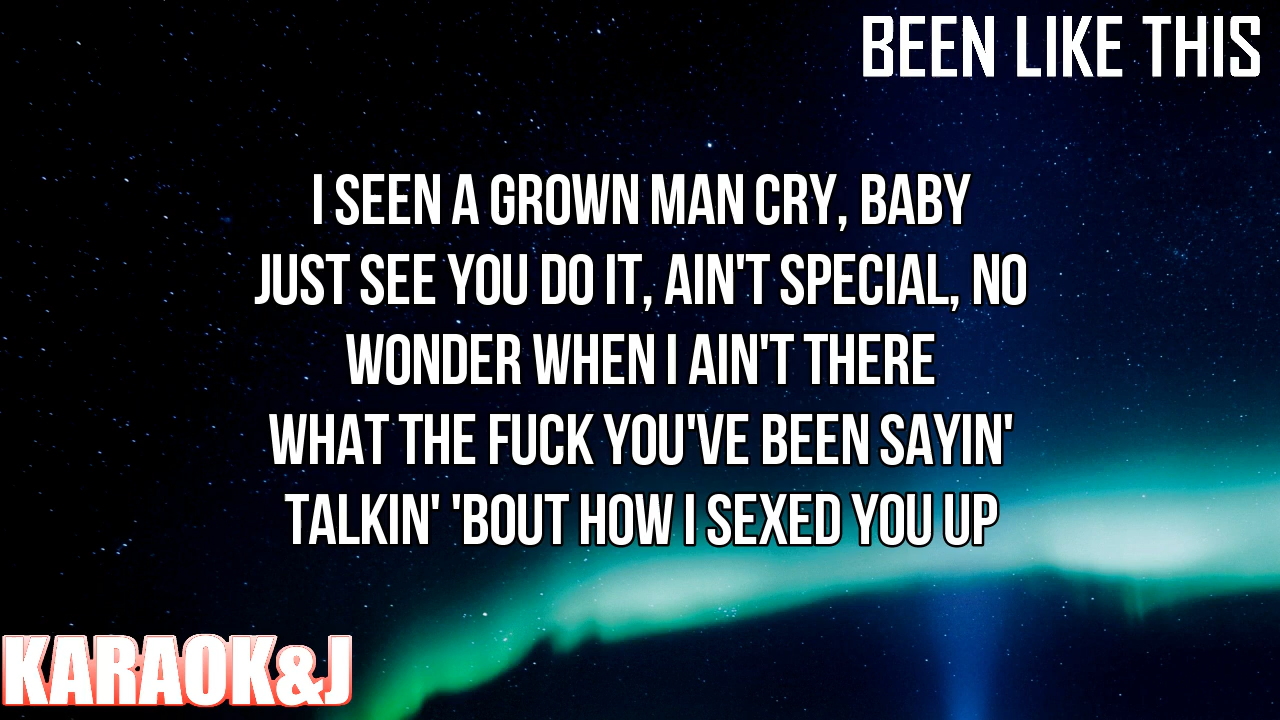 BEEN LIKE THIS
I SEEN A GROWN MAN CRY, BABY
JUST SEE YOU DO IT, AIN'T SPECIAL, NO
WONDER WHEN I AIN'T THERE
WHAT THE FUCK YOU'VE BEEN SAYIN'
TALKIN' 'BOUT HOW I SEXED YOU UP
KARAOK&J